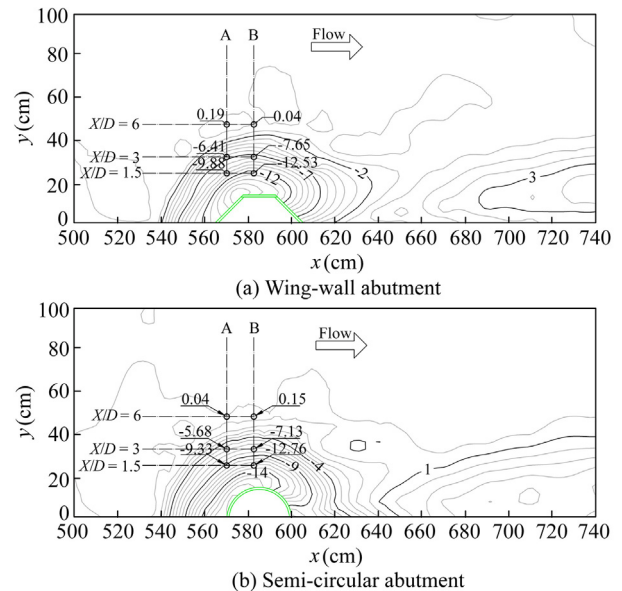 100
A B Flow
80
y (cm)
60
0.19 0.04
X/D = 6
40
-6.41 -7.65
X/D = 3
-9.88 -12.53
X/D = 1.5
-12 -7 -2 3
20
0
500 520 540 560 580 600 620 640 660 680 700 720 740
x (cm)
(a) Wing-wall abutment
100
A B Flow
80
y (cm)
60
0.04 0.15
X/D = 6
40
-5.68 -7.13
X/D = 3
-9.33 -12.76
X/D = 1.5
-14 -9 -4 1
20
0
500 520 540 560 580 600 620 640 660 680 700 720 740
x (cm)
(b) Semi-circular abutment